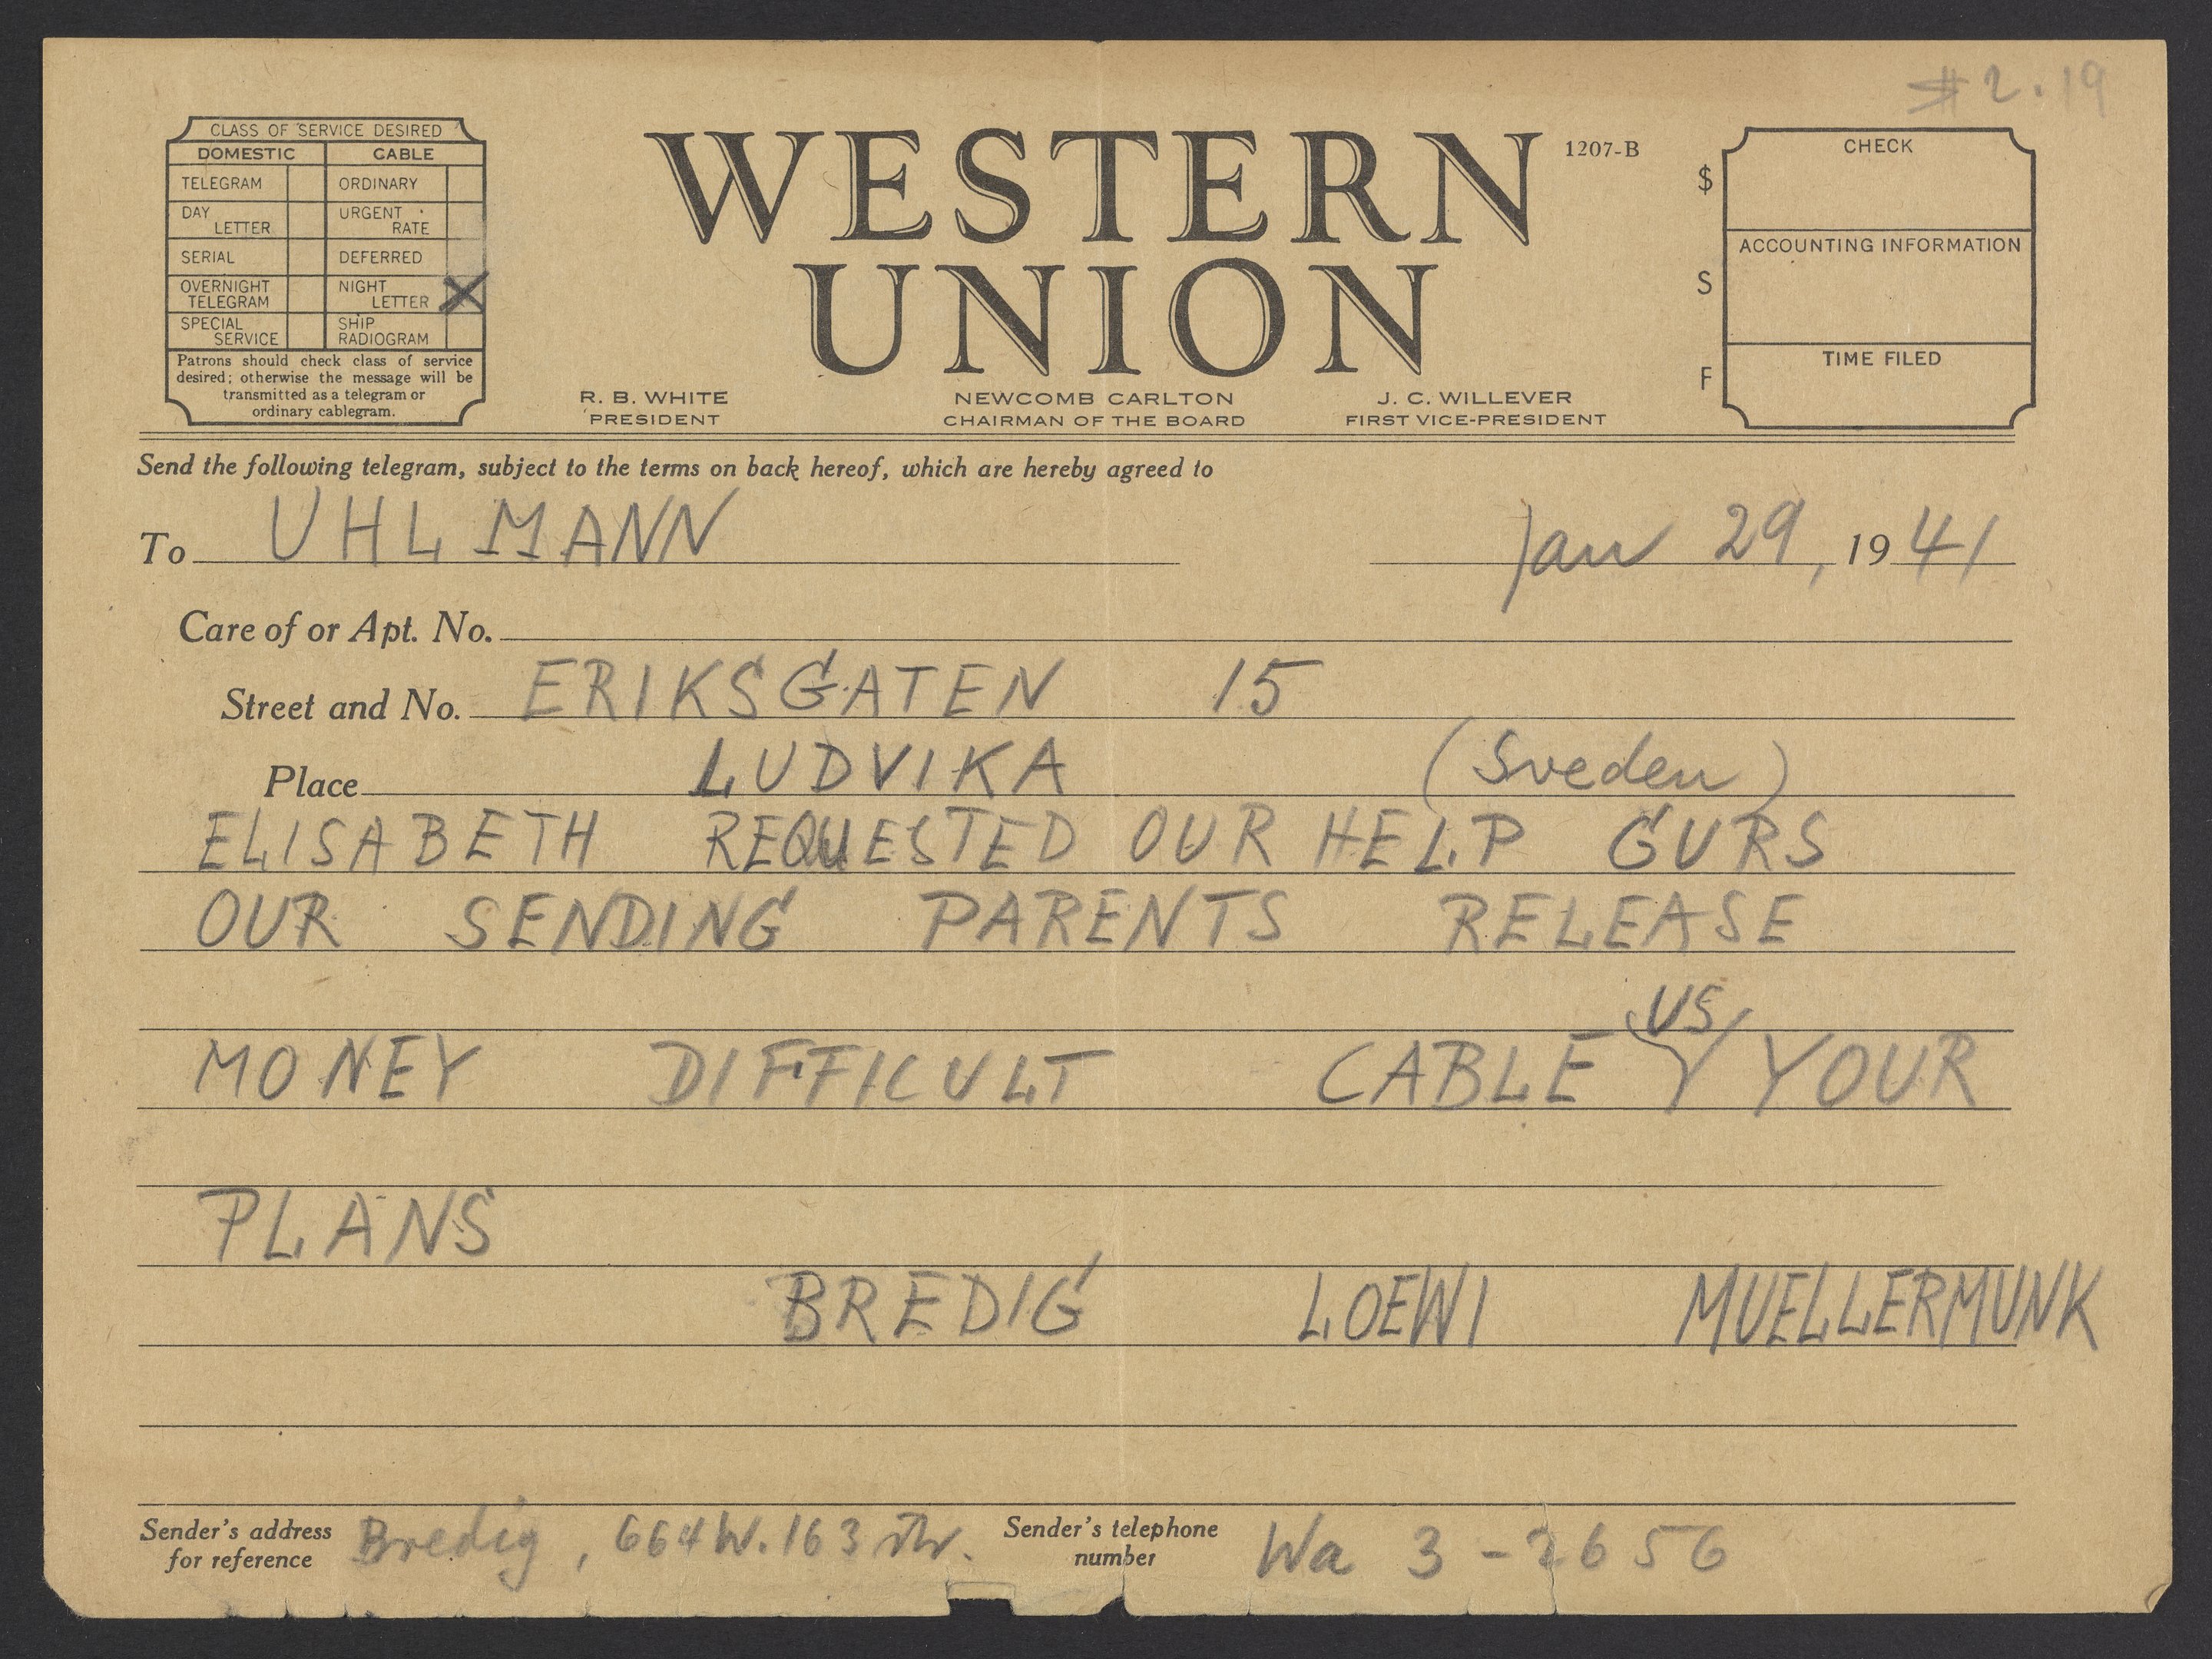 #2.19
CLASS OF SERVICE DESIRED
DOMESTIC CABLE
TELEGRAM ORDINARY
DAY LETTER URGENT RATE
SERIAL DEFERRED
OVERNIGHT TELEGRAM NIGHT LETTER X
SPECIAL SERVICE SHIP RADIOGRAM
Patrons should check class of service
desired; otherwise the message will be
transmitted as a telegram or
ordinary cablegram.
WESTERN
UNION
1207-B
R. B. WHITE
PRESIDENT
NEWCOMB CARLTON
CHAIRMAN OF THE BOARD
J. C. WILLEVER
FIRST VICE-PRESIDENT
$ CHECK
S ACCOUNTING INFORMATION
F TIME FILED
Send the following telegram, subject to the terms on back hereof, which are hereby agreed to
To UHLMANN Jan 29, 1941
Care of or Apt. No.
Street and No. ERIKSGATEN 15
Place LUDVIKA (Sveden)
ELISABETH REQUESTED OUR HELP GURS
OUR SENDING PARENTS RELEASE
US
MONEY DIFFICULT CABLE YOUR
PLANS
BREDIG LOEWI MUELLERMUNK
Sender's address
for reference
Bredig, 664 W. 163 Str.
Sender's telephone
number
Wa 3-2656